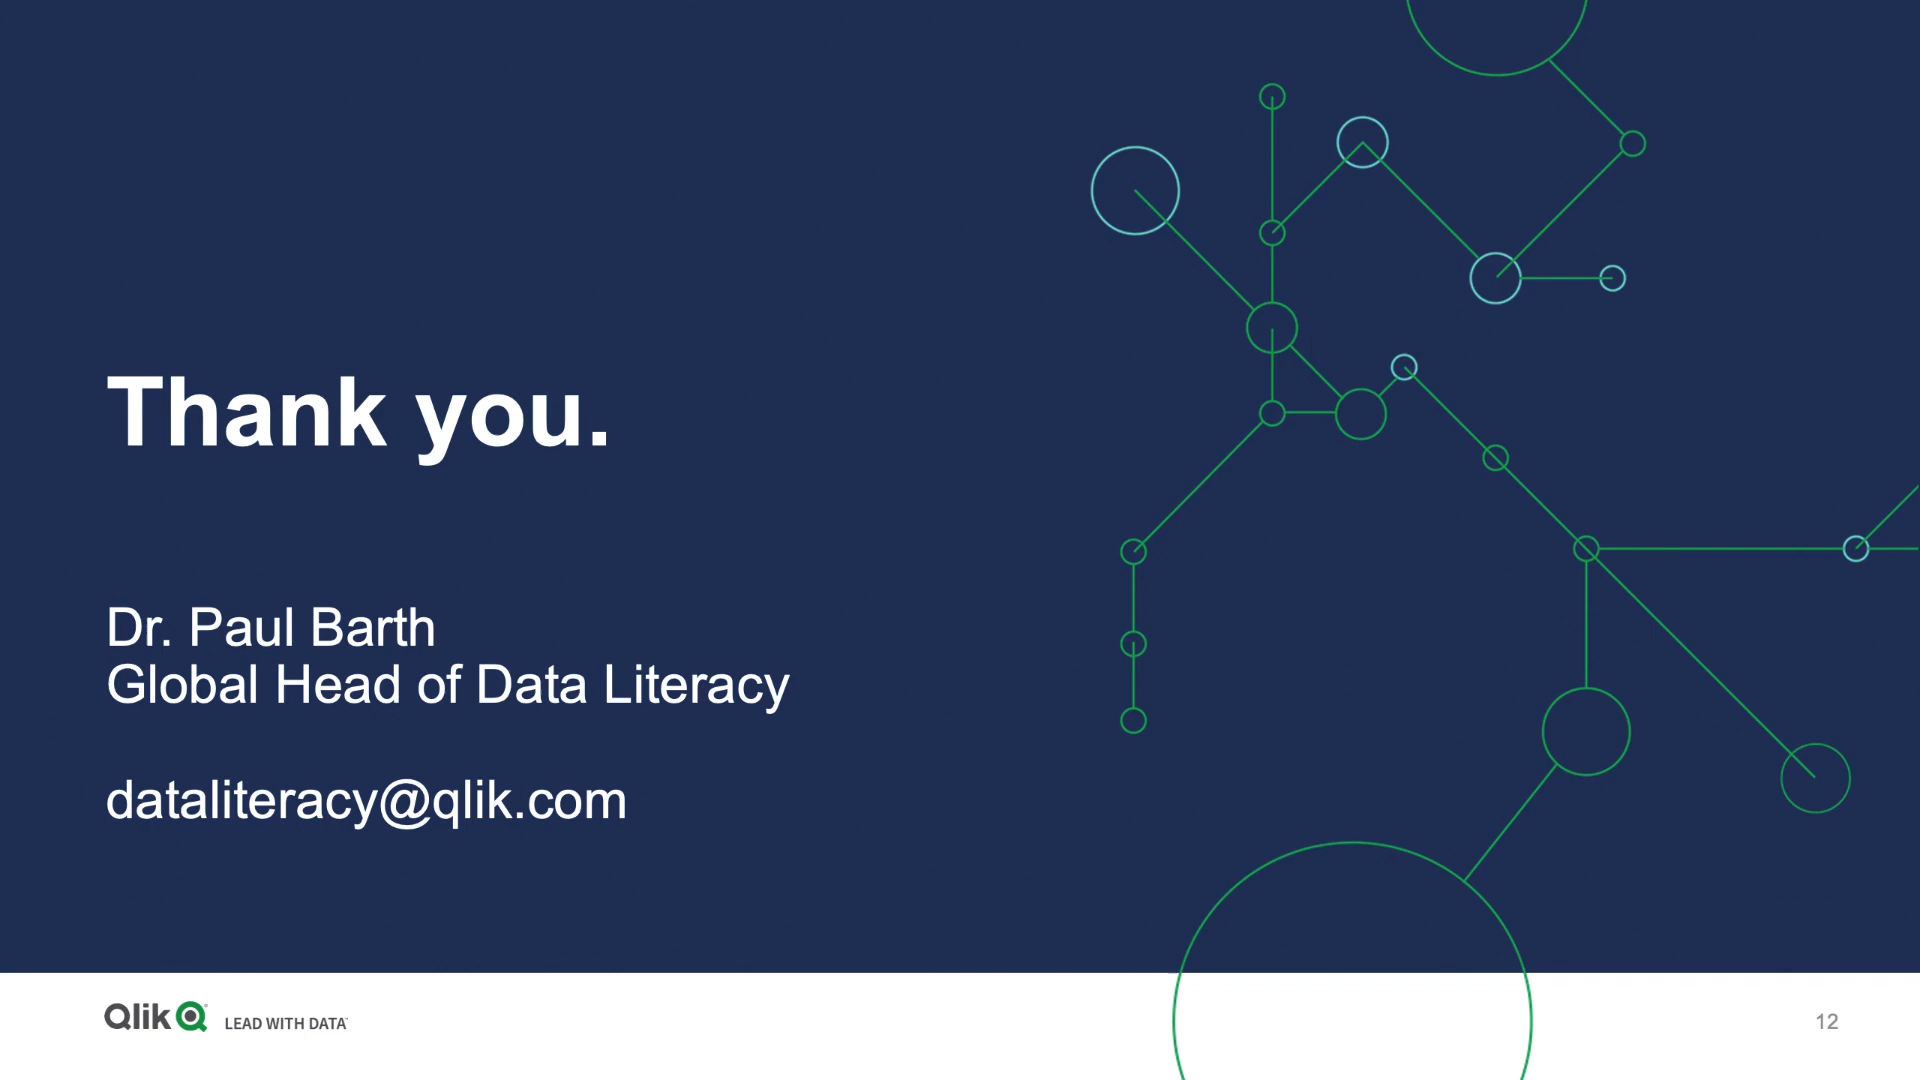 Thank you.
Dr. Paul Barth
Global Head of Data Literacy
dataliteracy@qlik.com
Qlik
LEAD WITH DATA
12